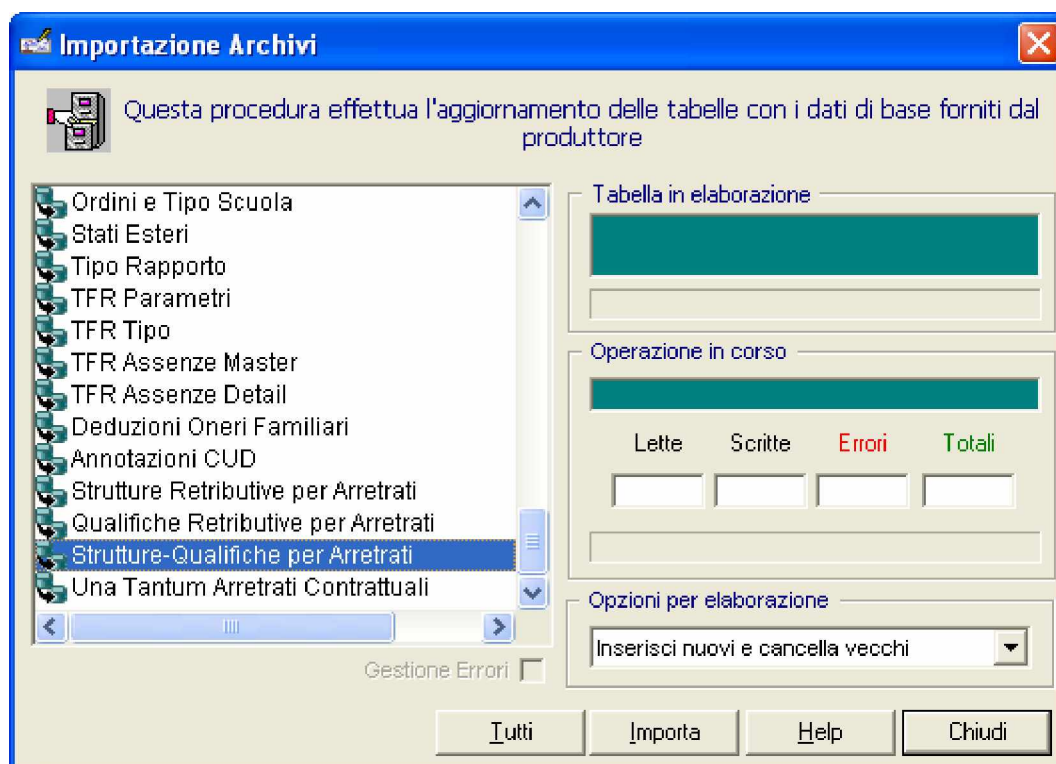 Importazione Archivi
Questa procedura effettua l'aggiornamento delle tabelle con i dati di base forniti dal
produttore
Ordini e Tipo Scuola
Stati Esteri
Tipo Rapporto
TFR Parametri
TFR Tipo
TFR Assenze Master
TFR Assenze Detail
Deduzioni Oneri Familiari
Annotazioni CUD
Strutture Retributive per Arretrati
Qualifiche Retributive per Arretrati
Strutture-Qualifiche per Arretrati
Una Tantum Arretrati Contrattuali
Gestione Errori
Tabella in elaborazione
Operazione in corso
Lette Scritte Errori Totali
Opzioni per elaborazione
Inserisci nuovi e cancella vecchi
Tutti Importa Help Chiudi